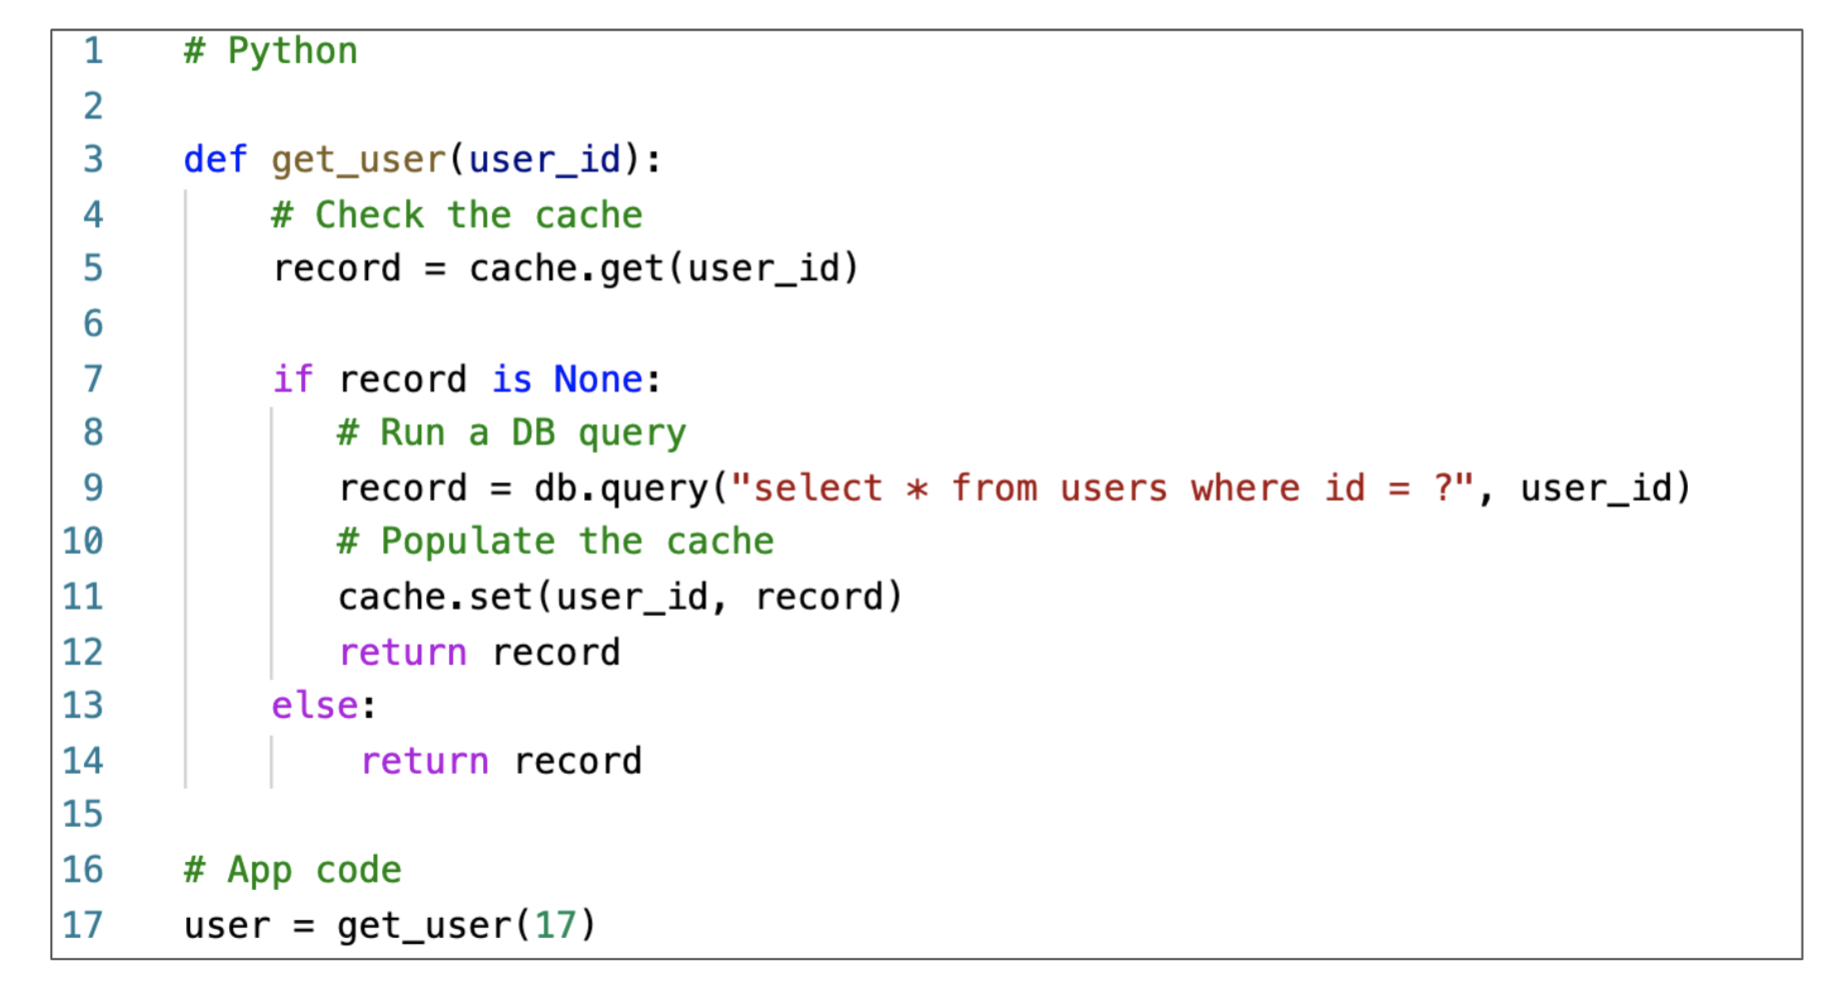 1 # Python
2
3 def get_user(user_id):
4     # Check the cache
5     record = cache.get(user_id)
6
7     if record is None:
8        # Run a DB query
9        record = db.query("select * from users where id = ?", user_id)
10        # Populate the cache
11        cache.set(user_id, record)
12        return record
13     else:
14         return record
15
16 # App code
17 user = get_user(17)